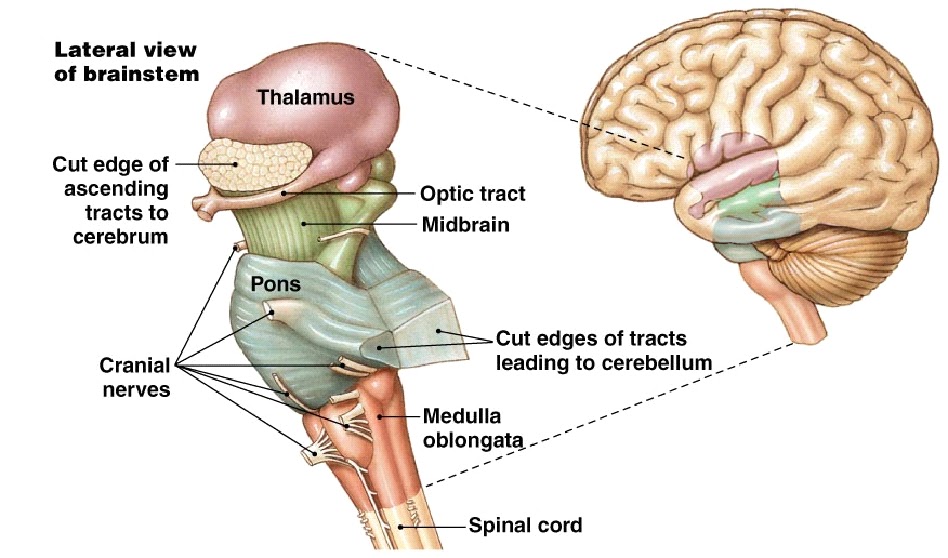 Lateral view
of brainstem
Thalamus
Cut edge of
ascending
tracts to
cerebrum
Optic tract
Midbrain
Pons
Cut edges of tracts
leading to cerebellum
Cranial
nerves
Medulla
oblongata
Spinal cord